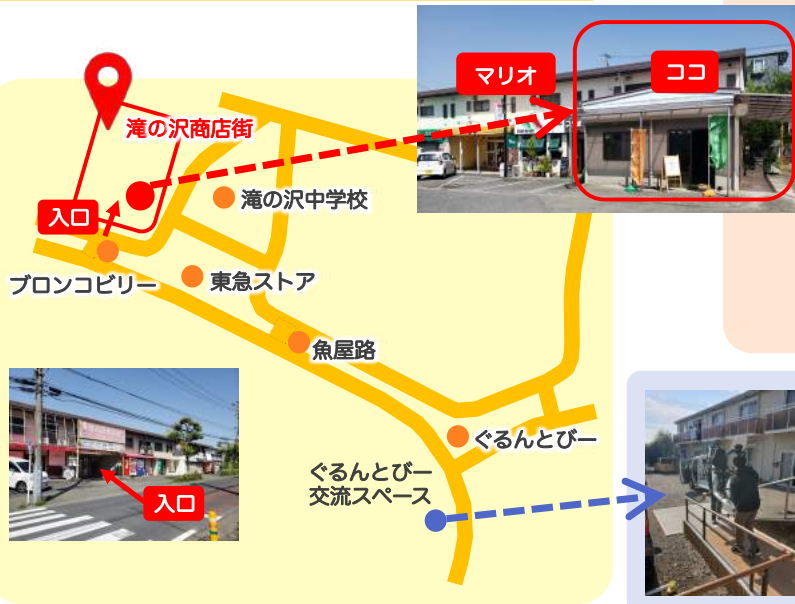 マリオ
ココ
滝の沢商店街
入口
滝の沢中学校
ブロンコビリー
東急ストア
魚屋路
ぐるんとびー
ぐるんとびー
交流スペース
入口